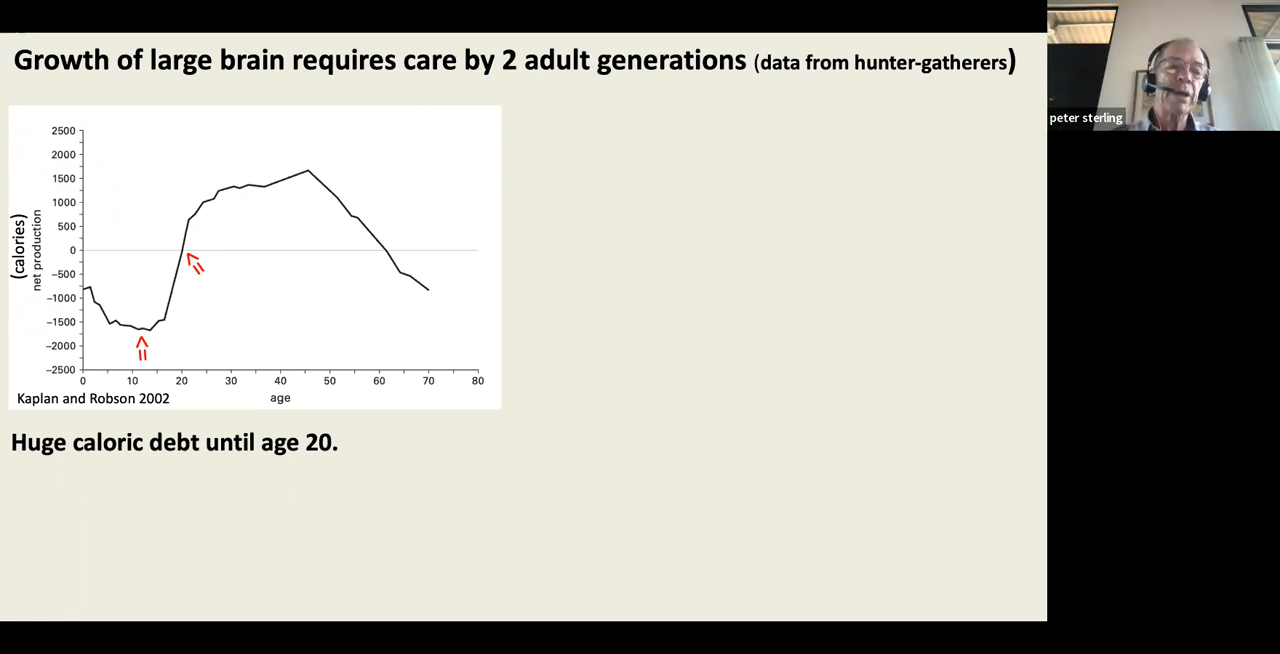 Growth of large brain requires care by 2 adult generations (data from hunter-gatherers)
peter sterling
2500
2000
1500
1000
500
0
−500
−1000
−1500
−2000
−2500
(calories)
net production
0 10 20 30 40 50 60 70 80
Kaplan and Robson 2002
age
Huge caloric debt until age 20.